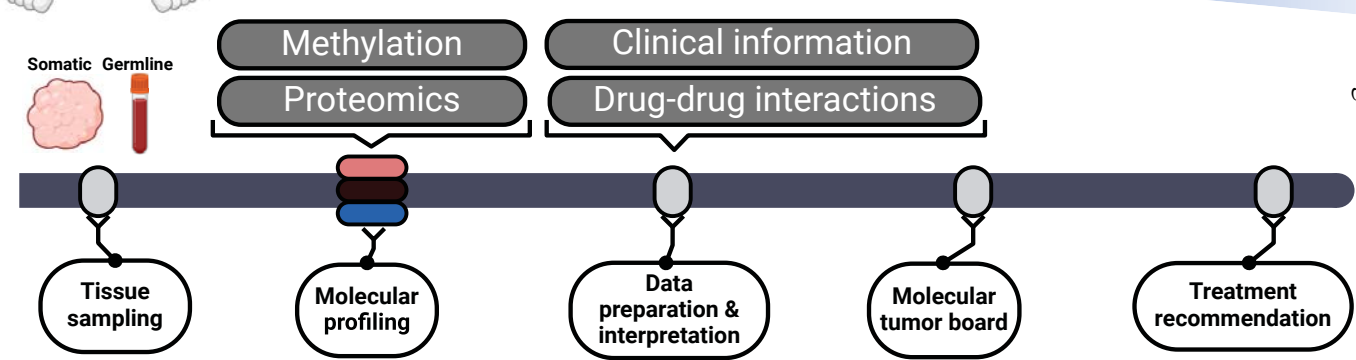 Methylation
Clinical information
Somatic Germline
Proteomics
Drug-drug interactions
Tissue
sampling
Molecular
profiling
Data
preparation &
interpretation
Molecular
tumor board
Treatment
recommendation